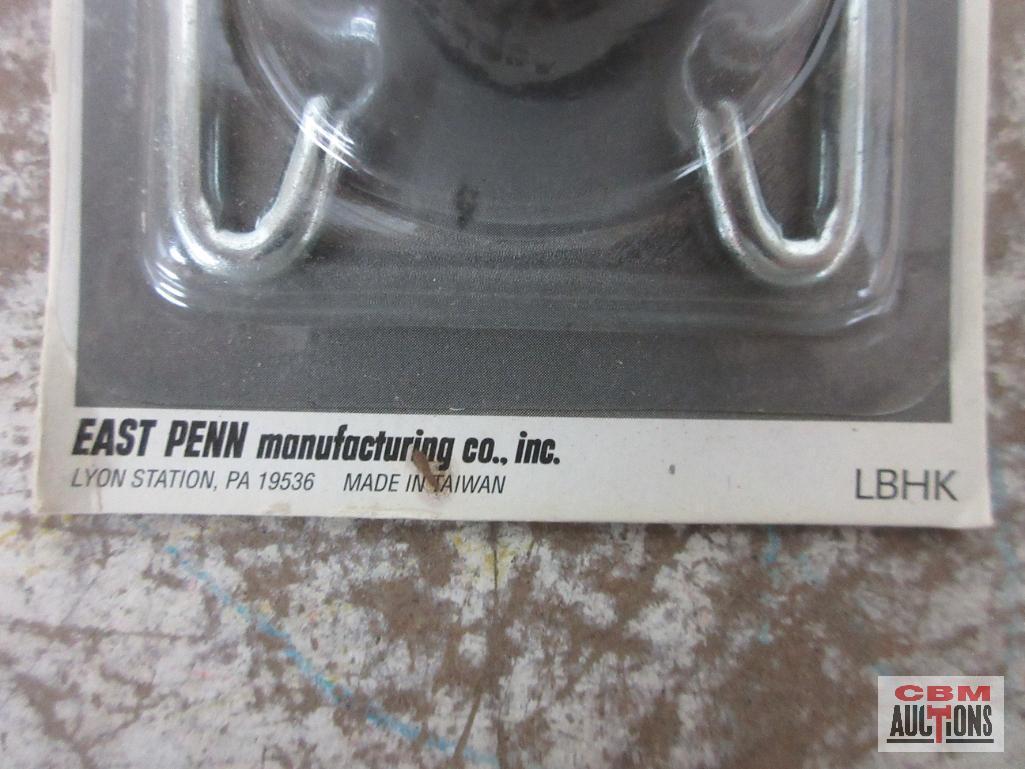 EAST PENN manufacturing co., inc.
LYON STATION, PA 19536 MADE IN TAIWAN
LBHK
CBM
AUCTIONS